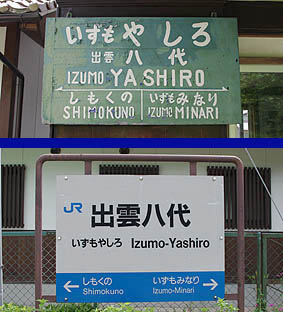 いずもやしろ
出雲八代
IZUMO YASHIRO
しもくの いずもみなり
SHIMOKUNO IZUMO MINARI
JR 出雲八代
いずもやしろ Izumo-Yashiro
しもくの いずもみなり
Shimokuno Izumo-Minari